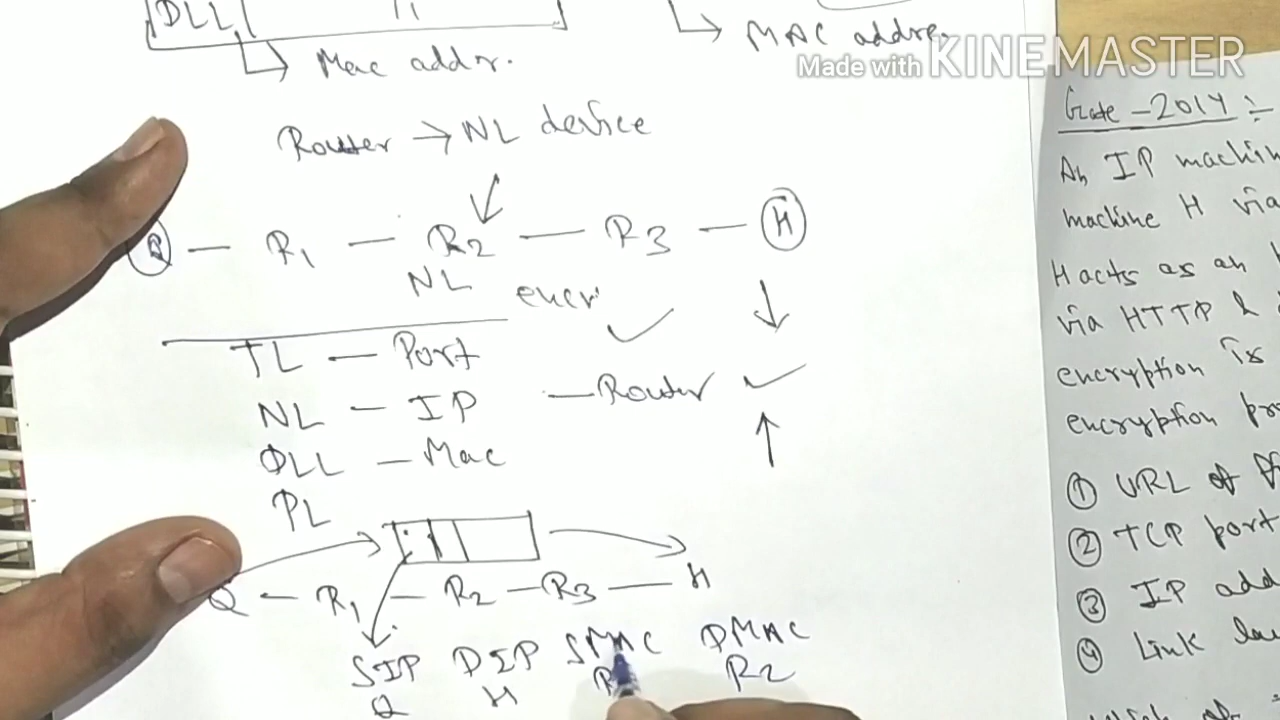 DLL
Mac addr.
MAC addre.
Made with KINEMASTER
Router → NL device
Q — R1 — R2 — R3 — H
NL encr
TL — Port
NL — IP — Router
DLL — Mac
PL
Q — R1 — R2 — R3 — H
SIP DIP SMAC DMAC
Q H R R2
Gate - 2014 :-
An IP machin
machine H via
H acts as an
via HTTP &
encryption is
encryption pr
① URL of
② TCP port
③ IP add
④ Link la